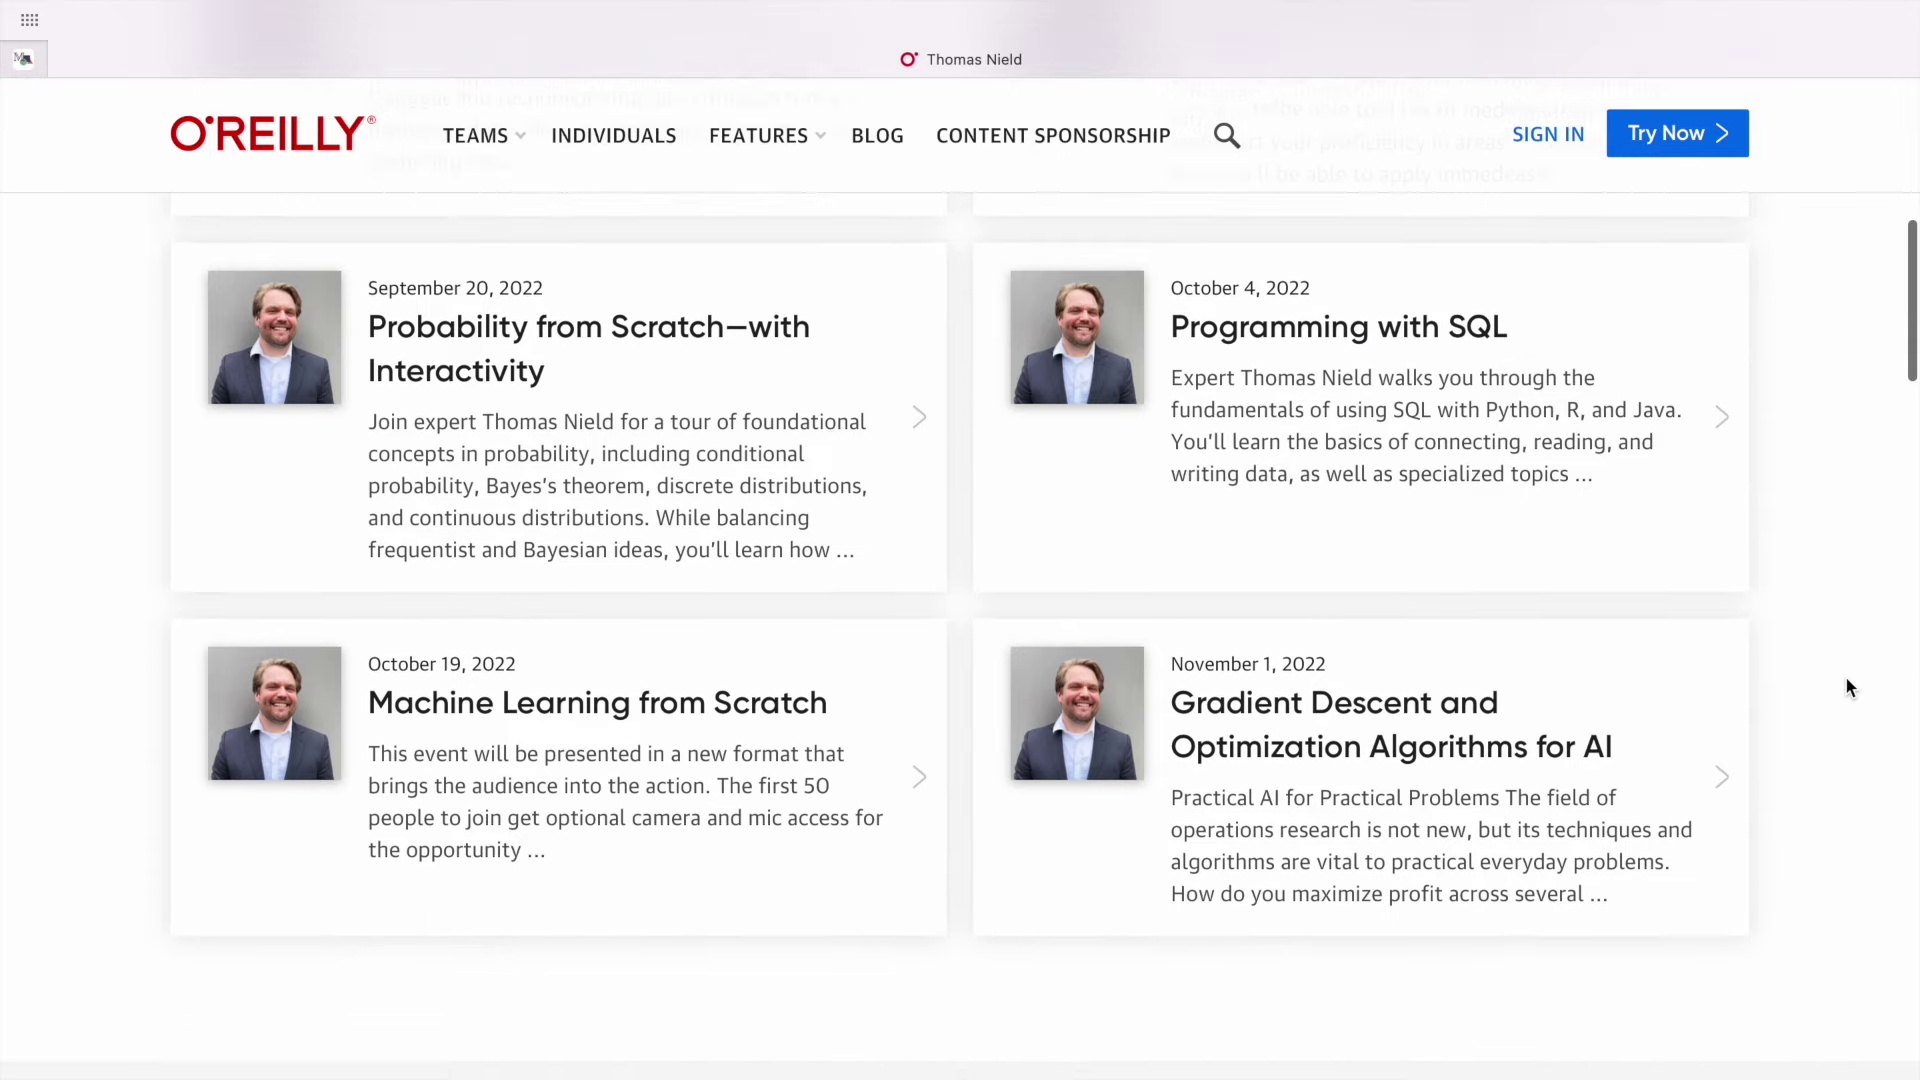 Thomas Nield
O'REILLY®
TEAMS
INDIVIDUALS
FEATURES
BLOG
CONTENT SPONSORSHIP
SIGN IN
Try Now
September 20, 2022
Probability from Scratch—with
Interactivity
Join expert Thomas Nield for a tour of foundational
concepts in probability, including conditional
probability, Bayes’s theorem, discrete distributions,
and continuous distributions. While balancing
frequentist and Bayesian ideas, you’ll learn how ...
October 4, 2022
Programming with SQL
Expert Thomas Nield walks you through the
fundamentals of using SQL with Python, R, and Java.
You’ll learn the basics of connecting, reading, and
writing data, as well as specialized topics ...
October 19, 2022
Machine Learning from Scratch
This event will be presented in a new format that
brings the audience into the action. The first 50
people to join get optional camera and mic access for
the opportunity ...
November 1, 2022
Gradient Descent and
Optimization Algorithms for AI
Practical AI for Practical Problems The field of
operations research is not new, but its techniques and
algorithms are vital to practical everyday problems.
How do you maximize profit across several ...